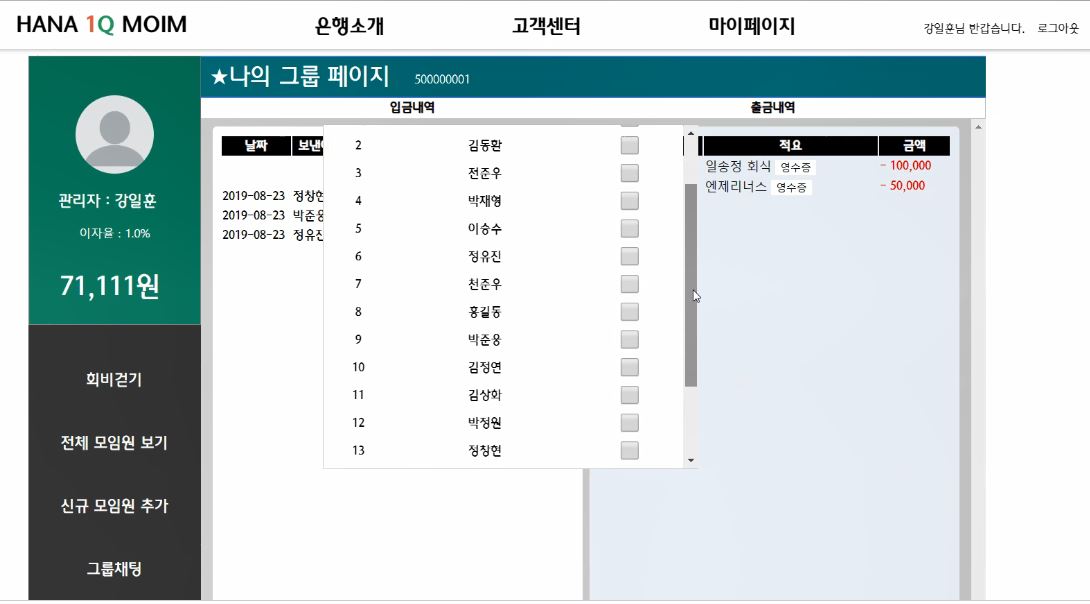 HANA 1Q MOIM
은행소개
고객센터
마이페이지
강일훈님 반갑습니다.
로그아웃
관리자 : 강일훈
이자율 : 1.0%
71,111원
회비걷기
전체 모임원 보기
신규 모임원 추가
그룹채팅
★나의 그룹 페이지 500000001
입금내역
출금내역
날짜
2019-08-23 정창현
2019-08-23 박준용
2019-08-23 정유진
2 김동환
3 전준우
4 박재영
5 이승수
6 정유진
7 천준우
8 홍길동
9 박준용
10 김정연
11 김상화
12 박정원
13 정창현
적요 금액
일송정 회식 영수증 - 100,000
엔제리너스 영수증 - 50,000